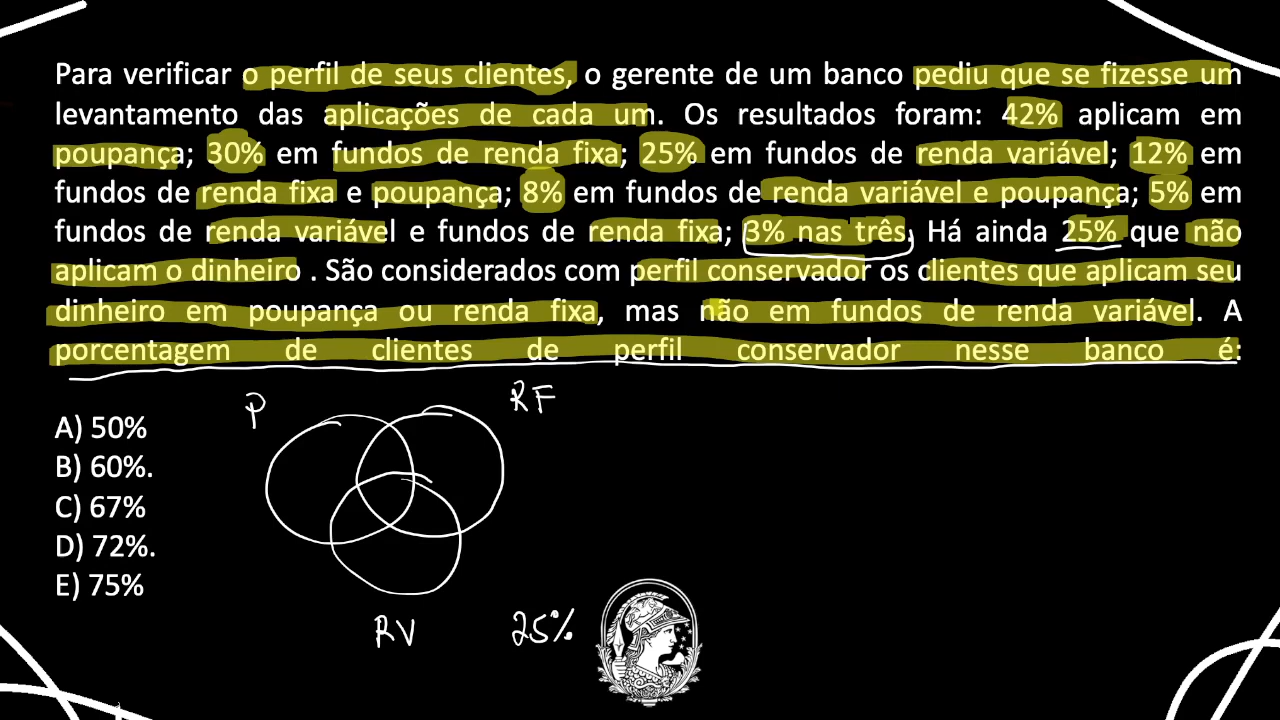 Para verificar o perfil de seus clientes, o gerente de um banco pediu que se fizesse um
levantamento das aplicações de cada um. Os resultados foram: 42% aplicam em
poupança; 30% em fundos de renda fixa; 25% em fundos de renda variável; 12% em
fundos de renda fixa e poupança; 8% em fundos de renda variável e poupança; 5% em
fundos de renda variável e fundos de renda fixa; 3% nas três. Há ainda 25% que não
aplicam o dinheiro . São considerados com perfil conservador os clientes que aplicam seu
dinheiro em poupança ou renda fixa, mas não em fundos de renda variável. A
porcentagem de clientes de perfil conservador nesse banco é:
P
RF
A) 50%
B) 60%.
C) 67%
D) 72%.
E) 75%
RV
25%